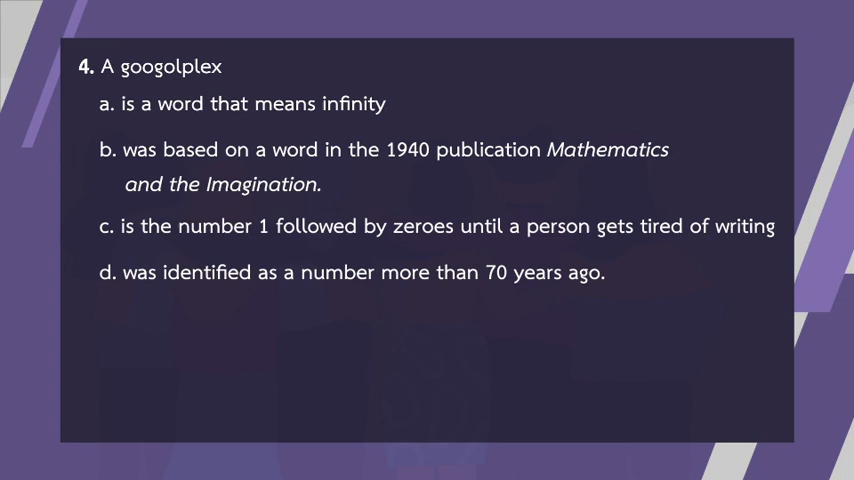 4. A googolplex
a. is a word that means infinity
b. was based on a word in the 1940 publication Mathematics
and the Imagination.
c. is the number 1 followed by zeroes until a person gets tired of writing
d. was identified as a number more than 70 years ago.